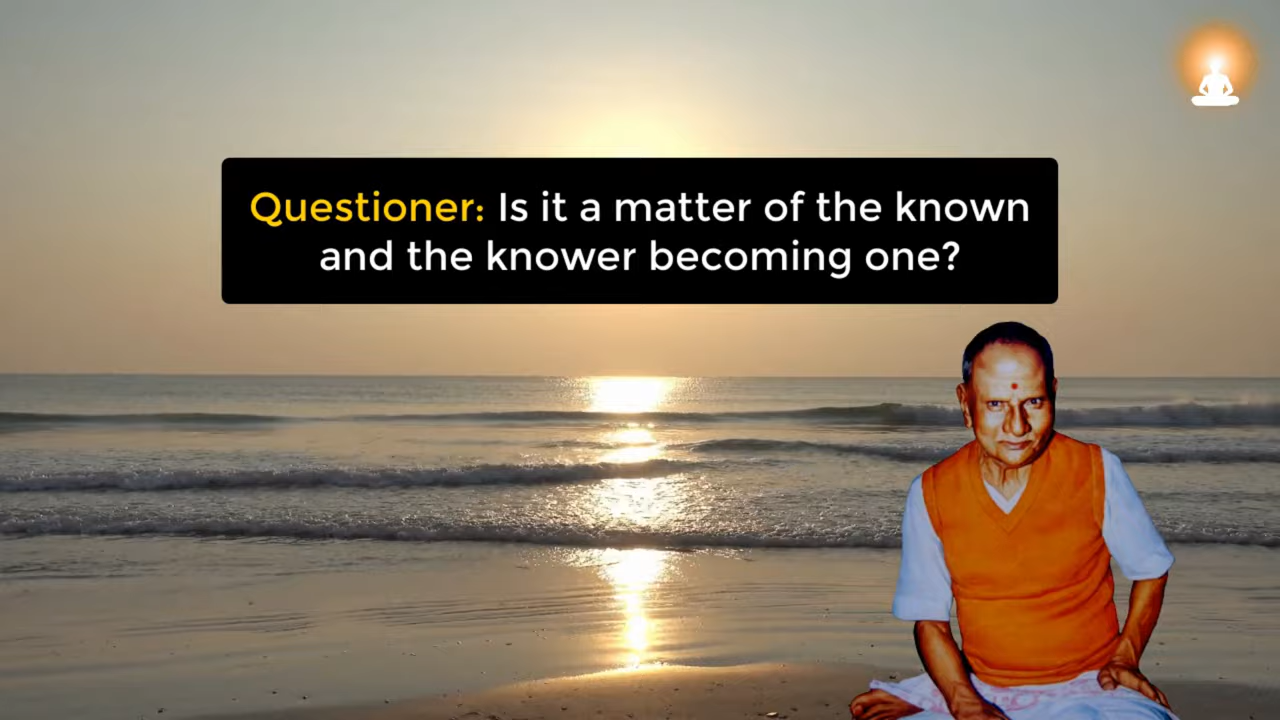 Questioner: Is it a matter of the known
and the knower becoming one?